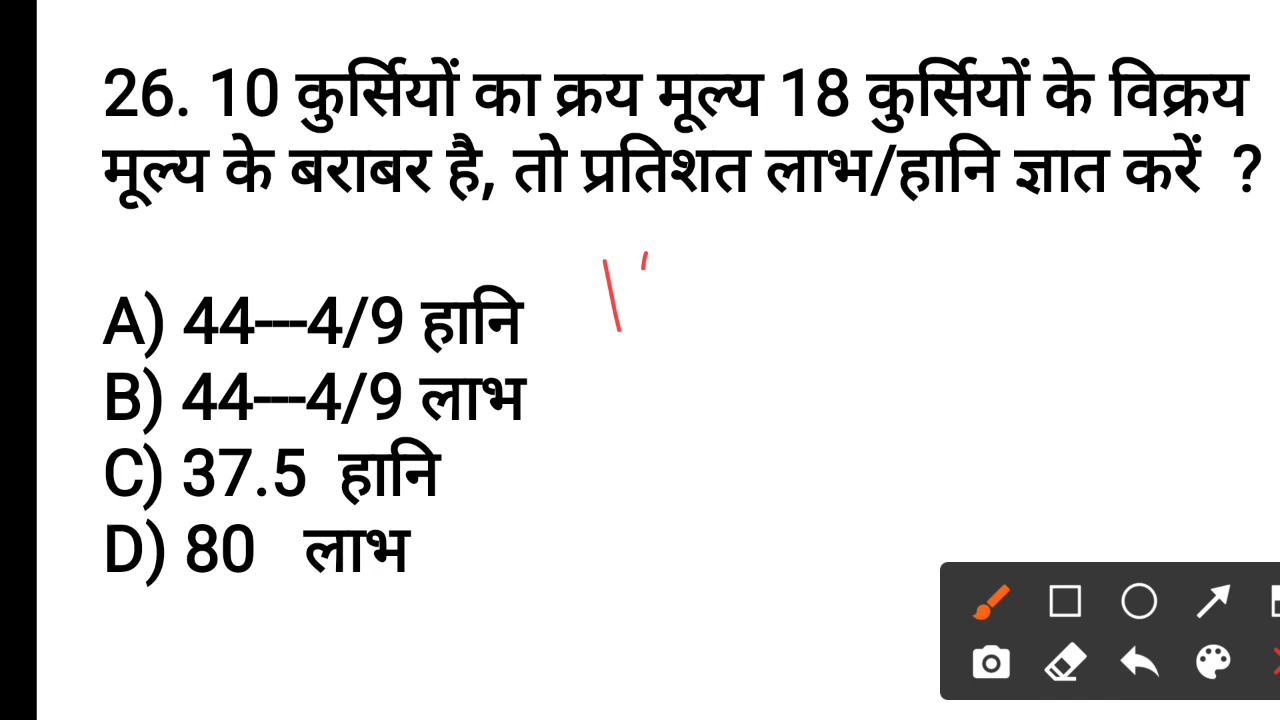 26. 10 कुर्सियों का क्रय मूल्य 18 कुर्सियों के विक्रय
मूल्य के बराबर है, तो प्रतिशत लाभ/हानि ज्ञात करें ?
A) 44---4/9 हानि
B) 44---4/9 लाभ
C) 37.5 हानि
D) 80 लाभ